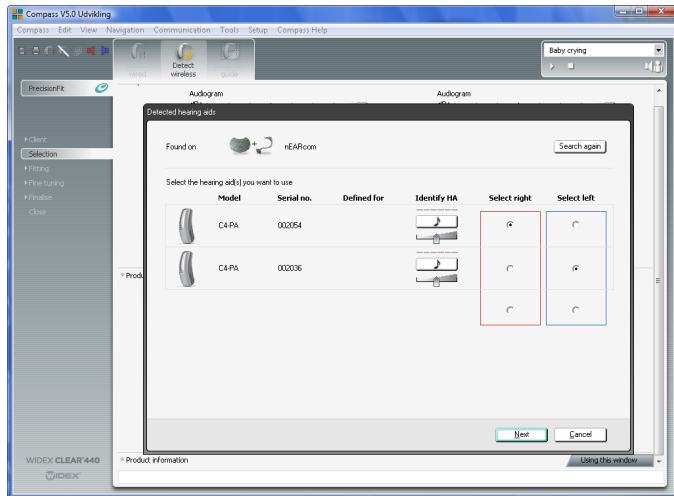 Compass V5.0 Udvikling
Compass Edit View Navigation Communication Tools Setup Compass Help
Detect wireless
guide
Baby crying
PrecisionFit
Client
Selection
Fitting
Fine tuning
Finalise
Close
Audiogram Audiogram
Detected hearing aids
Found on nEARcom Search again
Select the hearing aid(s) you want to use
Model Serial no. Defined for Identify HA Select right Select left
C4-PA 002054
C4-PA 002036
Produ
Next Cancel
WIDEX CLEAR 440
WIDEX
Product information
Using this window